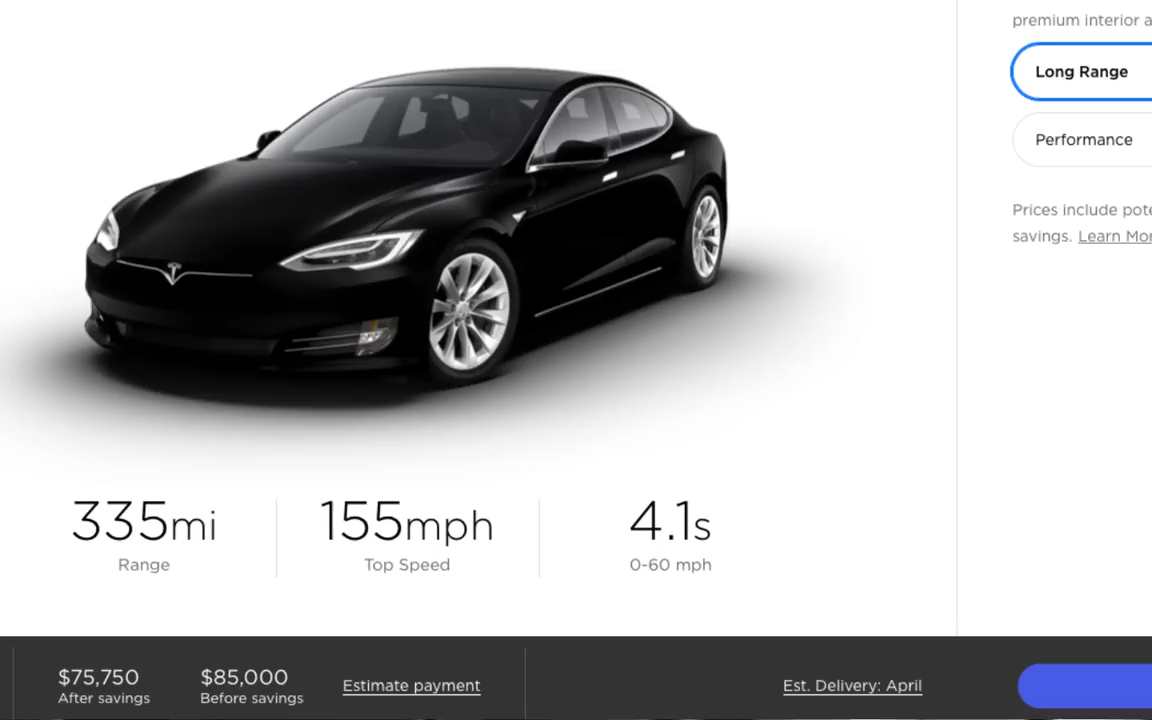 premium interior a
Long Range
Performance
Prices include pote
savings. Learn Mor
335mi
Range
155mph
Top Speed
4.1s
0-60 mph
$75,750
After savings
$85,000
Before savings
Estimate payment
Est. Delivery: April